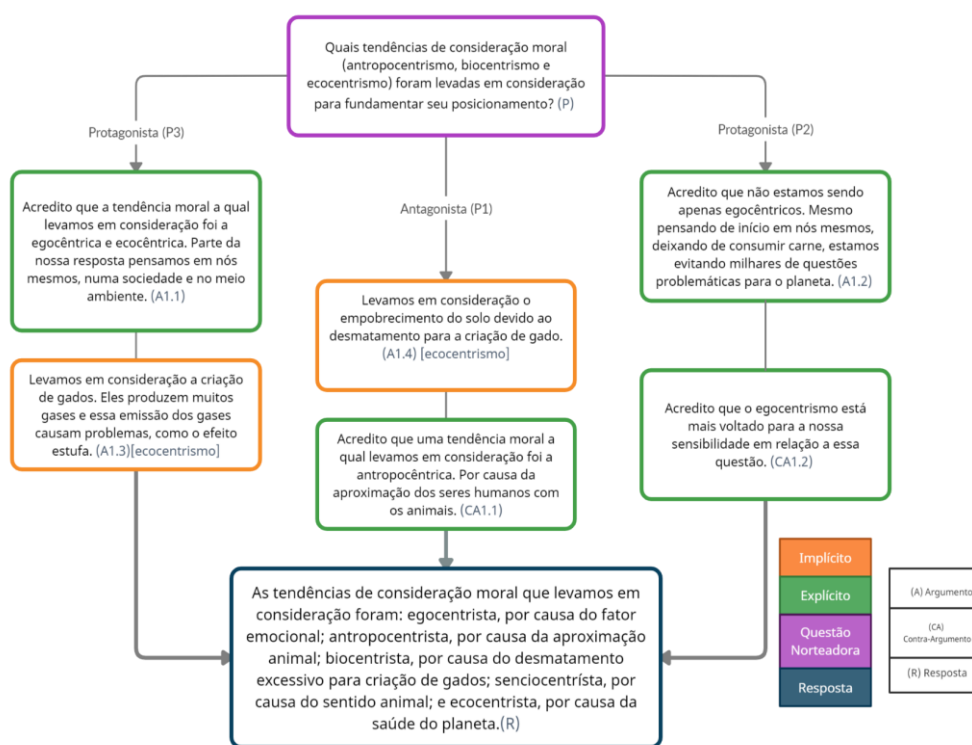 Quais tendências de consideração moral
(antropocentrismo, biocentrismo e
ecocentrismo) foram levadas em consideração
para fundamentar seu posicionamento? (P)
Protagonista (P3)
Antagonista (P1)
Protagonista (P2)
Acredito que a tendência moral a qual
levamos em consideração foi a
egocêntrica e ecocêntrica. Parte da
nossa resposta pensamos em nós
mesmos, numa sociedade e no meio
ambiente. (A1.1)
Levamos em consideração a criação
de gados. Eles produzem muitos
gases e essa emissão dos gases
causam problemas, como o efeito
estufa. (A1.3)[ecocentrismo]
Levamos em consideração o
empobrecimento do solo devido ao
desmatamento para a criação de gado.
(A1.4) [ecocentrismo]
Acredito que uma tendência moral a
qual levamos em consideração foi a
antropocêntrica. Por causa da
aproximação dos seres humanos com
os animais. (CA1.1)
Acredito que não estamos sendo
apenas egocêntricos. Mesmo
pensando de início em nós mesmos,
deixando de consumir carne, estamos
evitando milhares de questões
problemáticas para o planeta. (A1.2)
Acredito que o egocentrismo está
mais voltado para a nossa
sensibilidade em relação a essa
questão. (CA1.2)
As tendências de consideração moral que levamos em
consideração foram: egocentrista, por causa do fator
emocional; antropocentrista, por causa da aproximação
animal; biocentrista, por causa do desmatamento
excessivo para criação de gados; senciocentrísta, por
causa do sentido animal; e ecocentrista, por causa da
saúde do planeta.(R)
Implícito
Explícito
Questão
Norteadora
Resposta
(A) Argumento
(CA)
Contra-Argumento
(R) Resposta